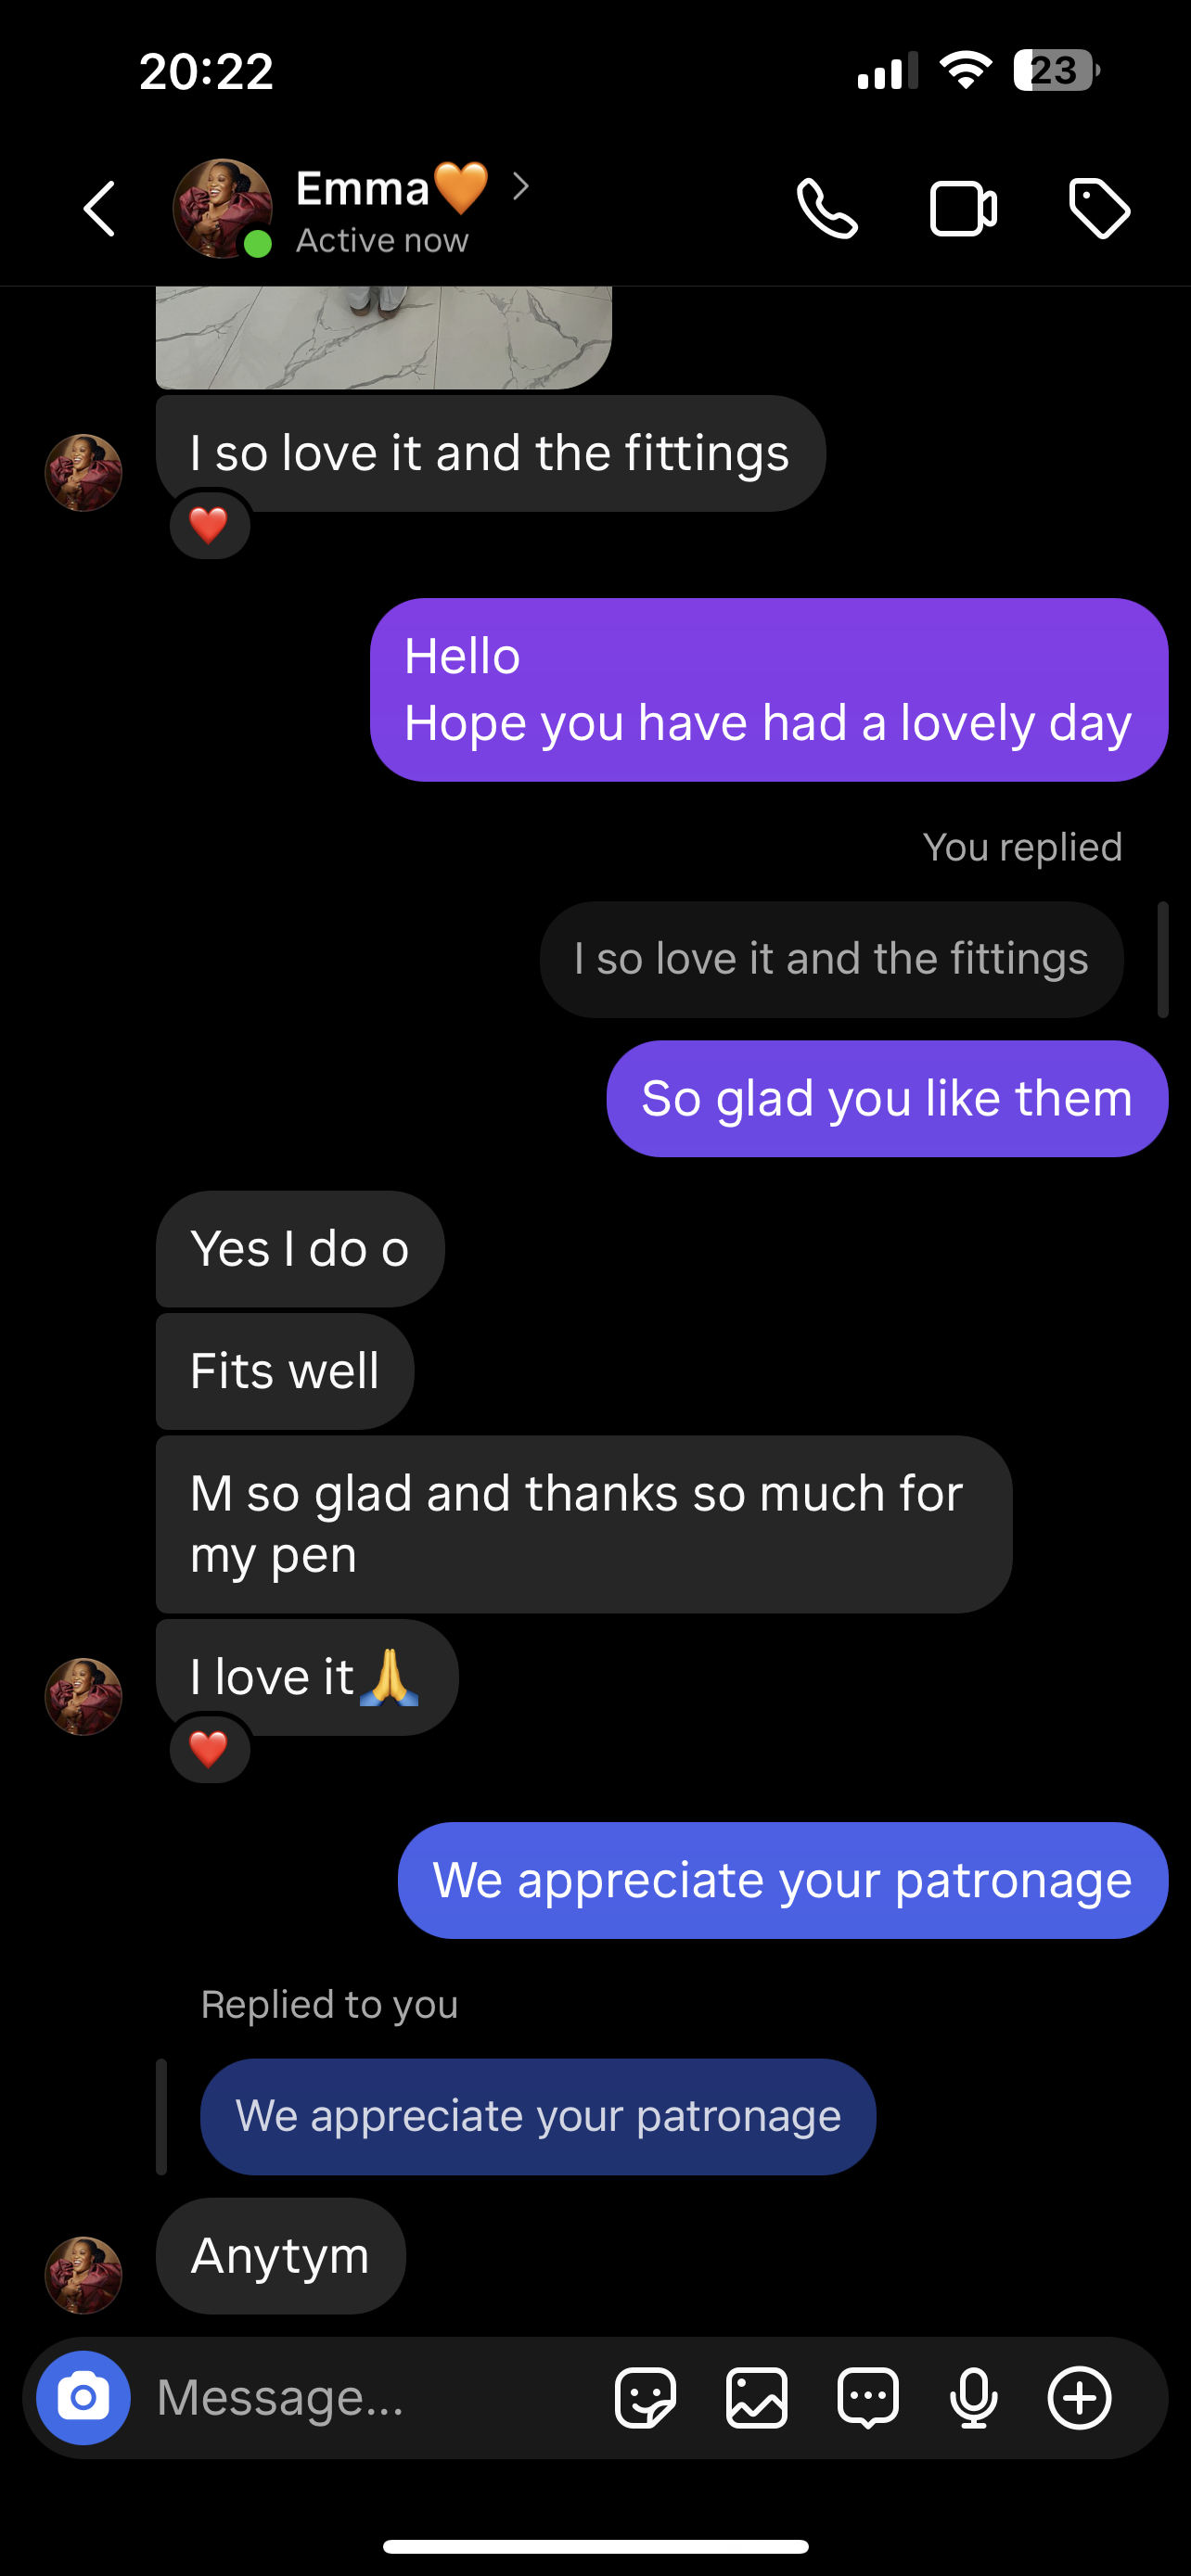 20:22
23
Emma🧡
Active now
I so love it and the fittings
❤️
Hello
Hope you have had a lovely day
You replied
I so love it and the fittings
So glad you like them
Yes I do o
Fits well
M so glad and thanks so much for
my pen
I love it🙏
❤️
We appreciate your patronage
Replied to you
We appreciate your patronage
Anytym
Message...